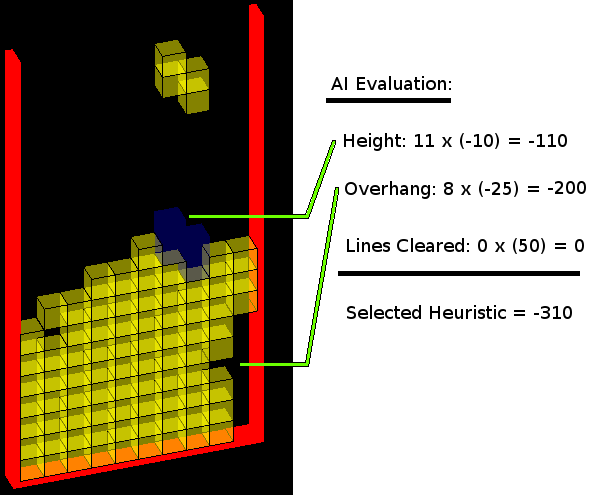 AI Evaluation:
Height: 11 x (-10) = -110
Overhang: 8 x (-25) = -200
Lines Cleared: 0 x (50) = 0
Selected Heuristic = -310